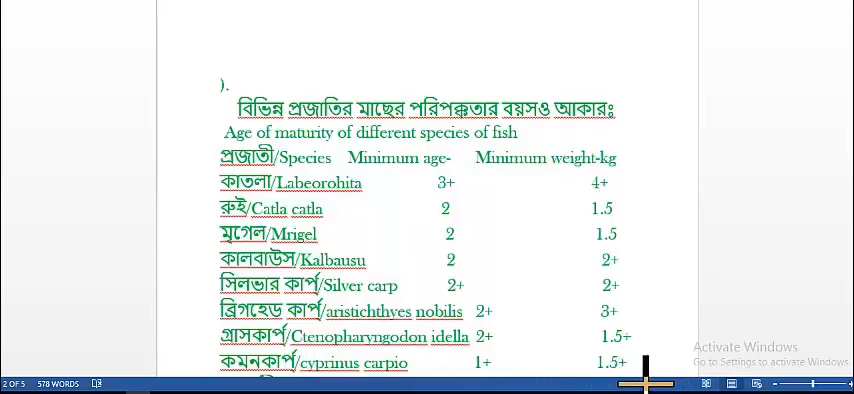 ).
বিভিন্ন প্রজাতির মাছের পরিপক্কতার বয়সও আকারঃ
Age of maturity of different species of fish
প্রজাতী/Species Minimum age- Minimum weight-kg
কাতলা/Labeorohita 3+ 4+
রুই/Catla catla 2 1.5
মৃগেল/Mrigel 2 1.5
কালবাউস/Kalbausu 2 2+
সিলভার কার্প/Silver carp 2+ 2+
ব্রিগহেড কার্প/aristichthyes nobilis 2+ 3+
গ্রাসকার্প/Ctenopharyngodon idella 2+ 1.5+
কমনকার্প/cyprinus carpio 1+ 1.5+
Activate Windows
Go to Settings to activate Windows.
2 OF 5 578 WORDS